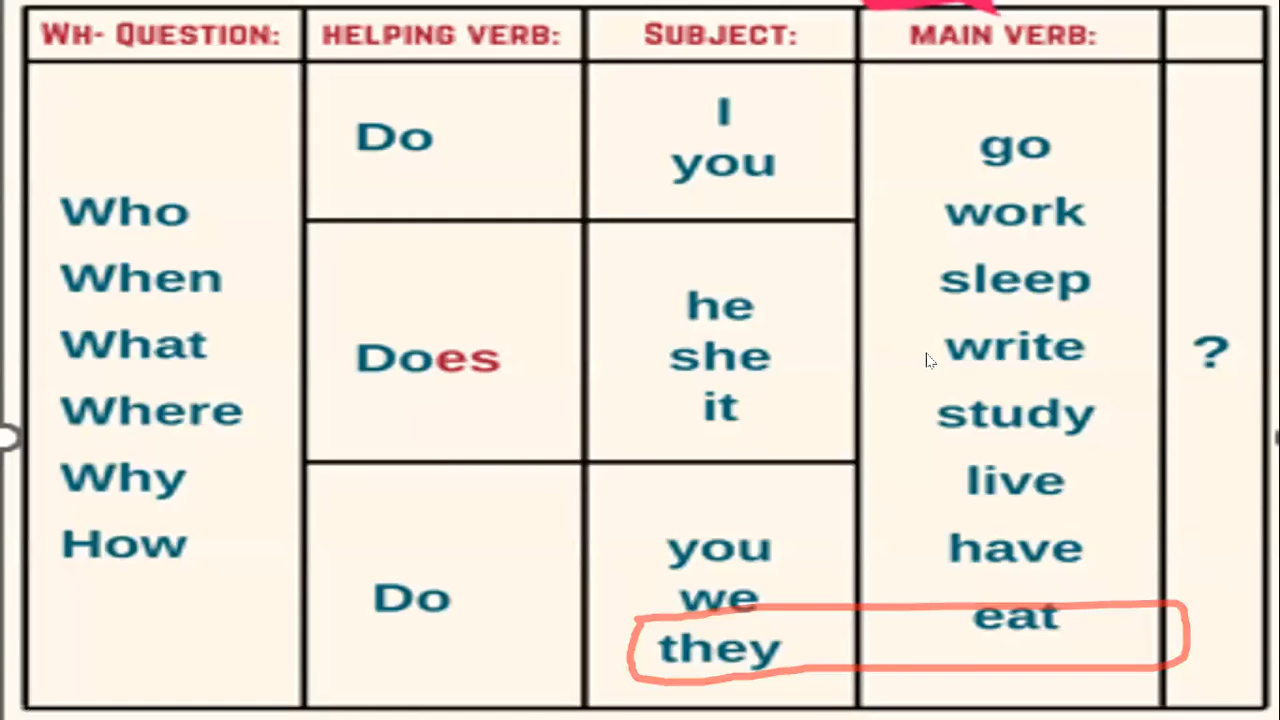 WH- QUESTION:
HELPING VERB:
SUBJECT:
MAIN VERB:
Who
When
What
Where
Why
How
Do
I
you
Does
he
she
it
Do
you
we
they
go
work
sleep
write
study
live
have
eat
?